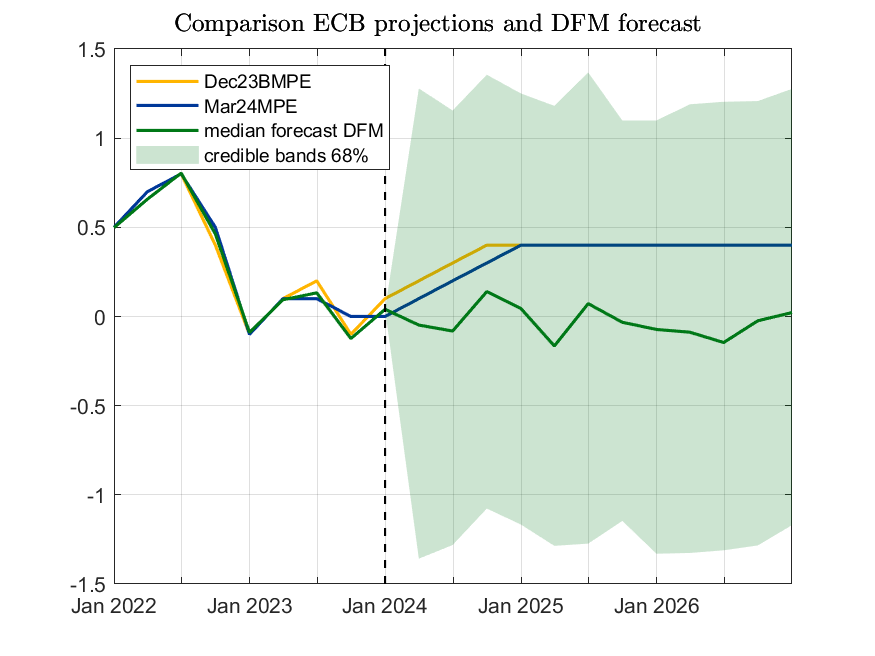 Comparison ECB projections and DFM forecast
1.5
Dec23BMPE
Mar24MPE
median forecast DFM
credible bands 68%
1
0.5
0
-0.5
-1
-1.5
Jan 2022 Jan 2023 Jan 2024 Jan 2025 Jan 2026